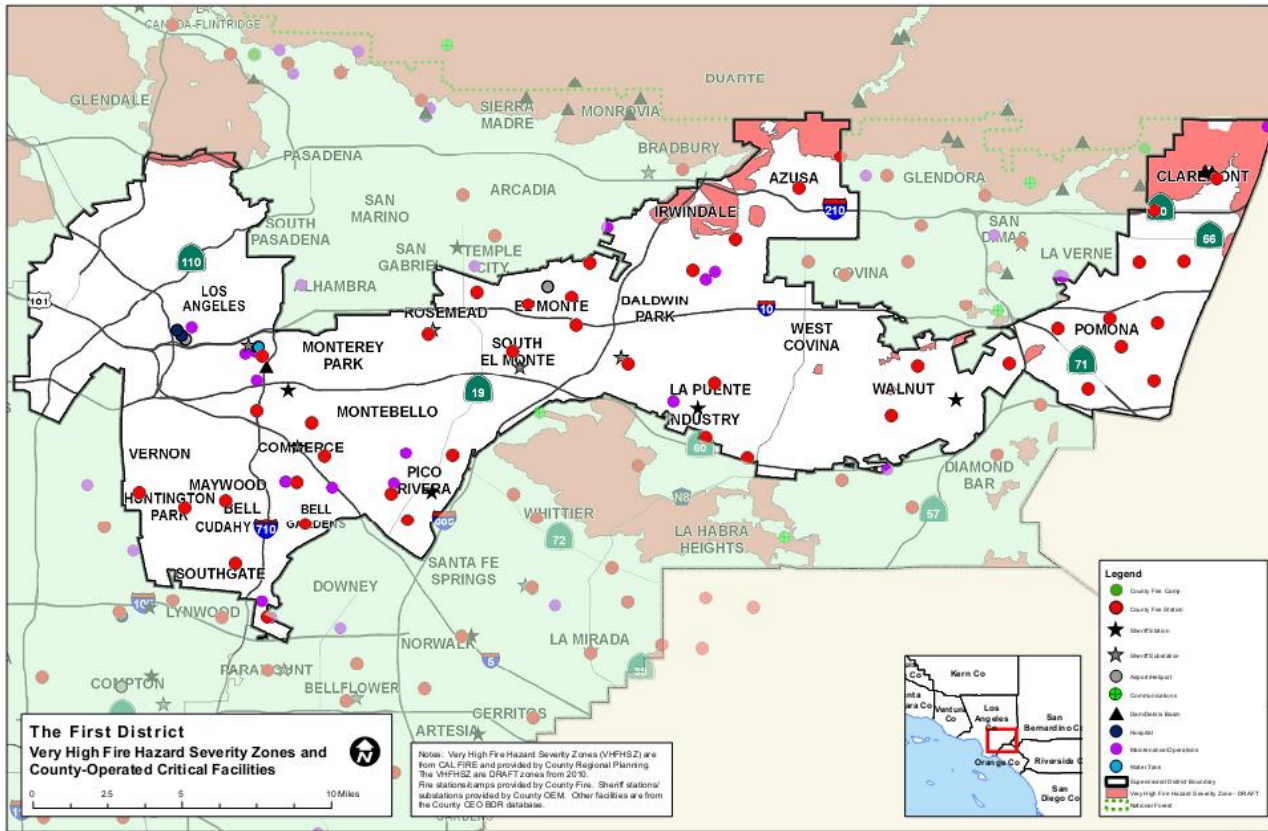 LA
CANADA-FLINTRIDGE
DUARTE
GLENDALE
SIERRA
MADRE
MONROVIA
PASADENA
BRADBURY
AZUSA
CLAREMONT
ARCADIA
GLENDORA
SAN
MARINO
IRWINDALE
210
SOUTH
PASADENA
SAN
DIMAS
66
SAN
GABRIEL
TEMPLE
CITY
LA VERNE
110
COVINA
LOS
ANGELES
ALHAMBRA
101
EL MONTE
BALDWIN
PARK
10
ROSEMEAD
WEST
COVINA
POMONA
MONTEREY
PARK
SOUTH
EL MONTE
71
19
LA PUENTE
WALNUT
MONTEBELLO
INDUSTRY
COMMERCE
60
VERNON
DIAMOND
BAR
PICO
RIVERA
MAYWOOD
HUNTINGTON
PARK
BELL
BELL
GARDENS
N8
CUDAHY
710
605
WHITTIER
57
72
LA HABRA
HEIGHTS
SANTA FE
SPRINGS
SOUTHGATE
DOWNEY
LYNWOOD
NORWALK
LA MIRADA
PARAMOUNT
5
COMPTON
BELLFLOWER
CERRITOS
ARTESIA
GARDENS
The First District
Very High Fire Hazard Severity Zones and
County-Operated Critical Facilities
N
0 2.5 5 10 Miles
Notes: Very High Fire Hazard Severity Zones (VHFHSZ) are
from CAL FIRE and provided by County Regional Planning.
The VHFHSZ are DRAFT zones from 2010.
Fire stations/camps provided by County Fire. Sheriff stations/
substations provided by County OEM. Other facilities are from
the County CEO BDR database.
Kern Co
Ventura
Co
Los
Angeles
Co
San
Bernardino Co
Orange Co
Riverside C
San
Diego Co
Legend
County Fire Camp
County Fire Station
Sheriff Station
Sheriff Substation
Airport/Heliport
Communications
Dam/Debris Basin
Hospital
Maintenance/Operations
Water Tank
Supervisorial District Boundary
Very High Fire Hazard Severity Zone - DRAFT
National Forest